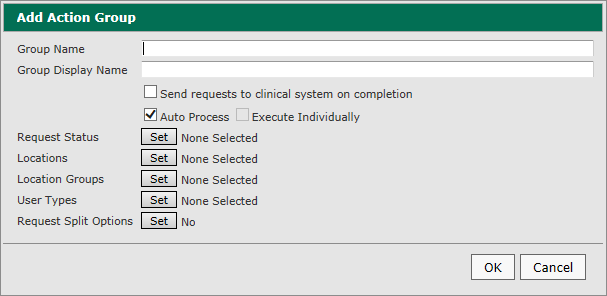 Add Action Group
Group Name
Group Display Name
Send requests to clinical system on completion
Auto Process Execute Individually
Request Status Set None Selected
Locations Set None Selected
Location Groups Set None Selected
User Types Set None Selected
Request Split Options Set No
OK Cancel